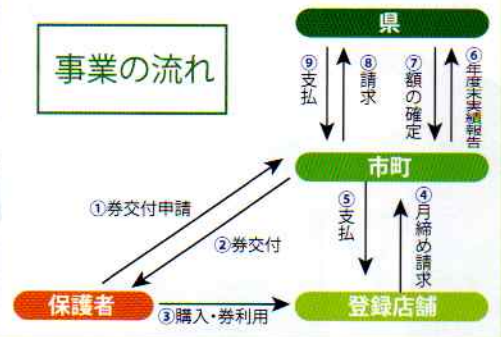 事業の流れ
県
⑨支払
⑧請求
⑦額の確定
⑥年度末実績報告
市町
①券交付申請
②券交付
⑤支払
④月締め請求
保護者
③購入・券利用
登録店舗